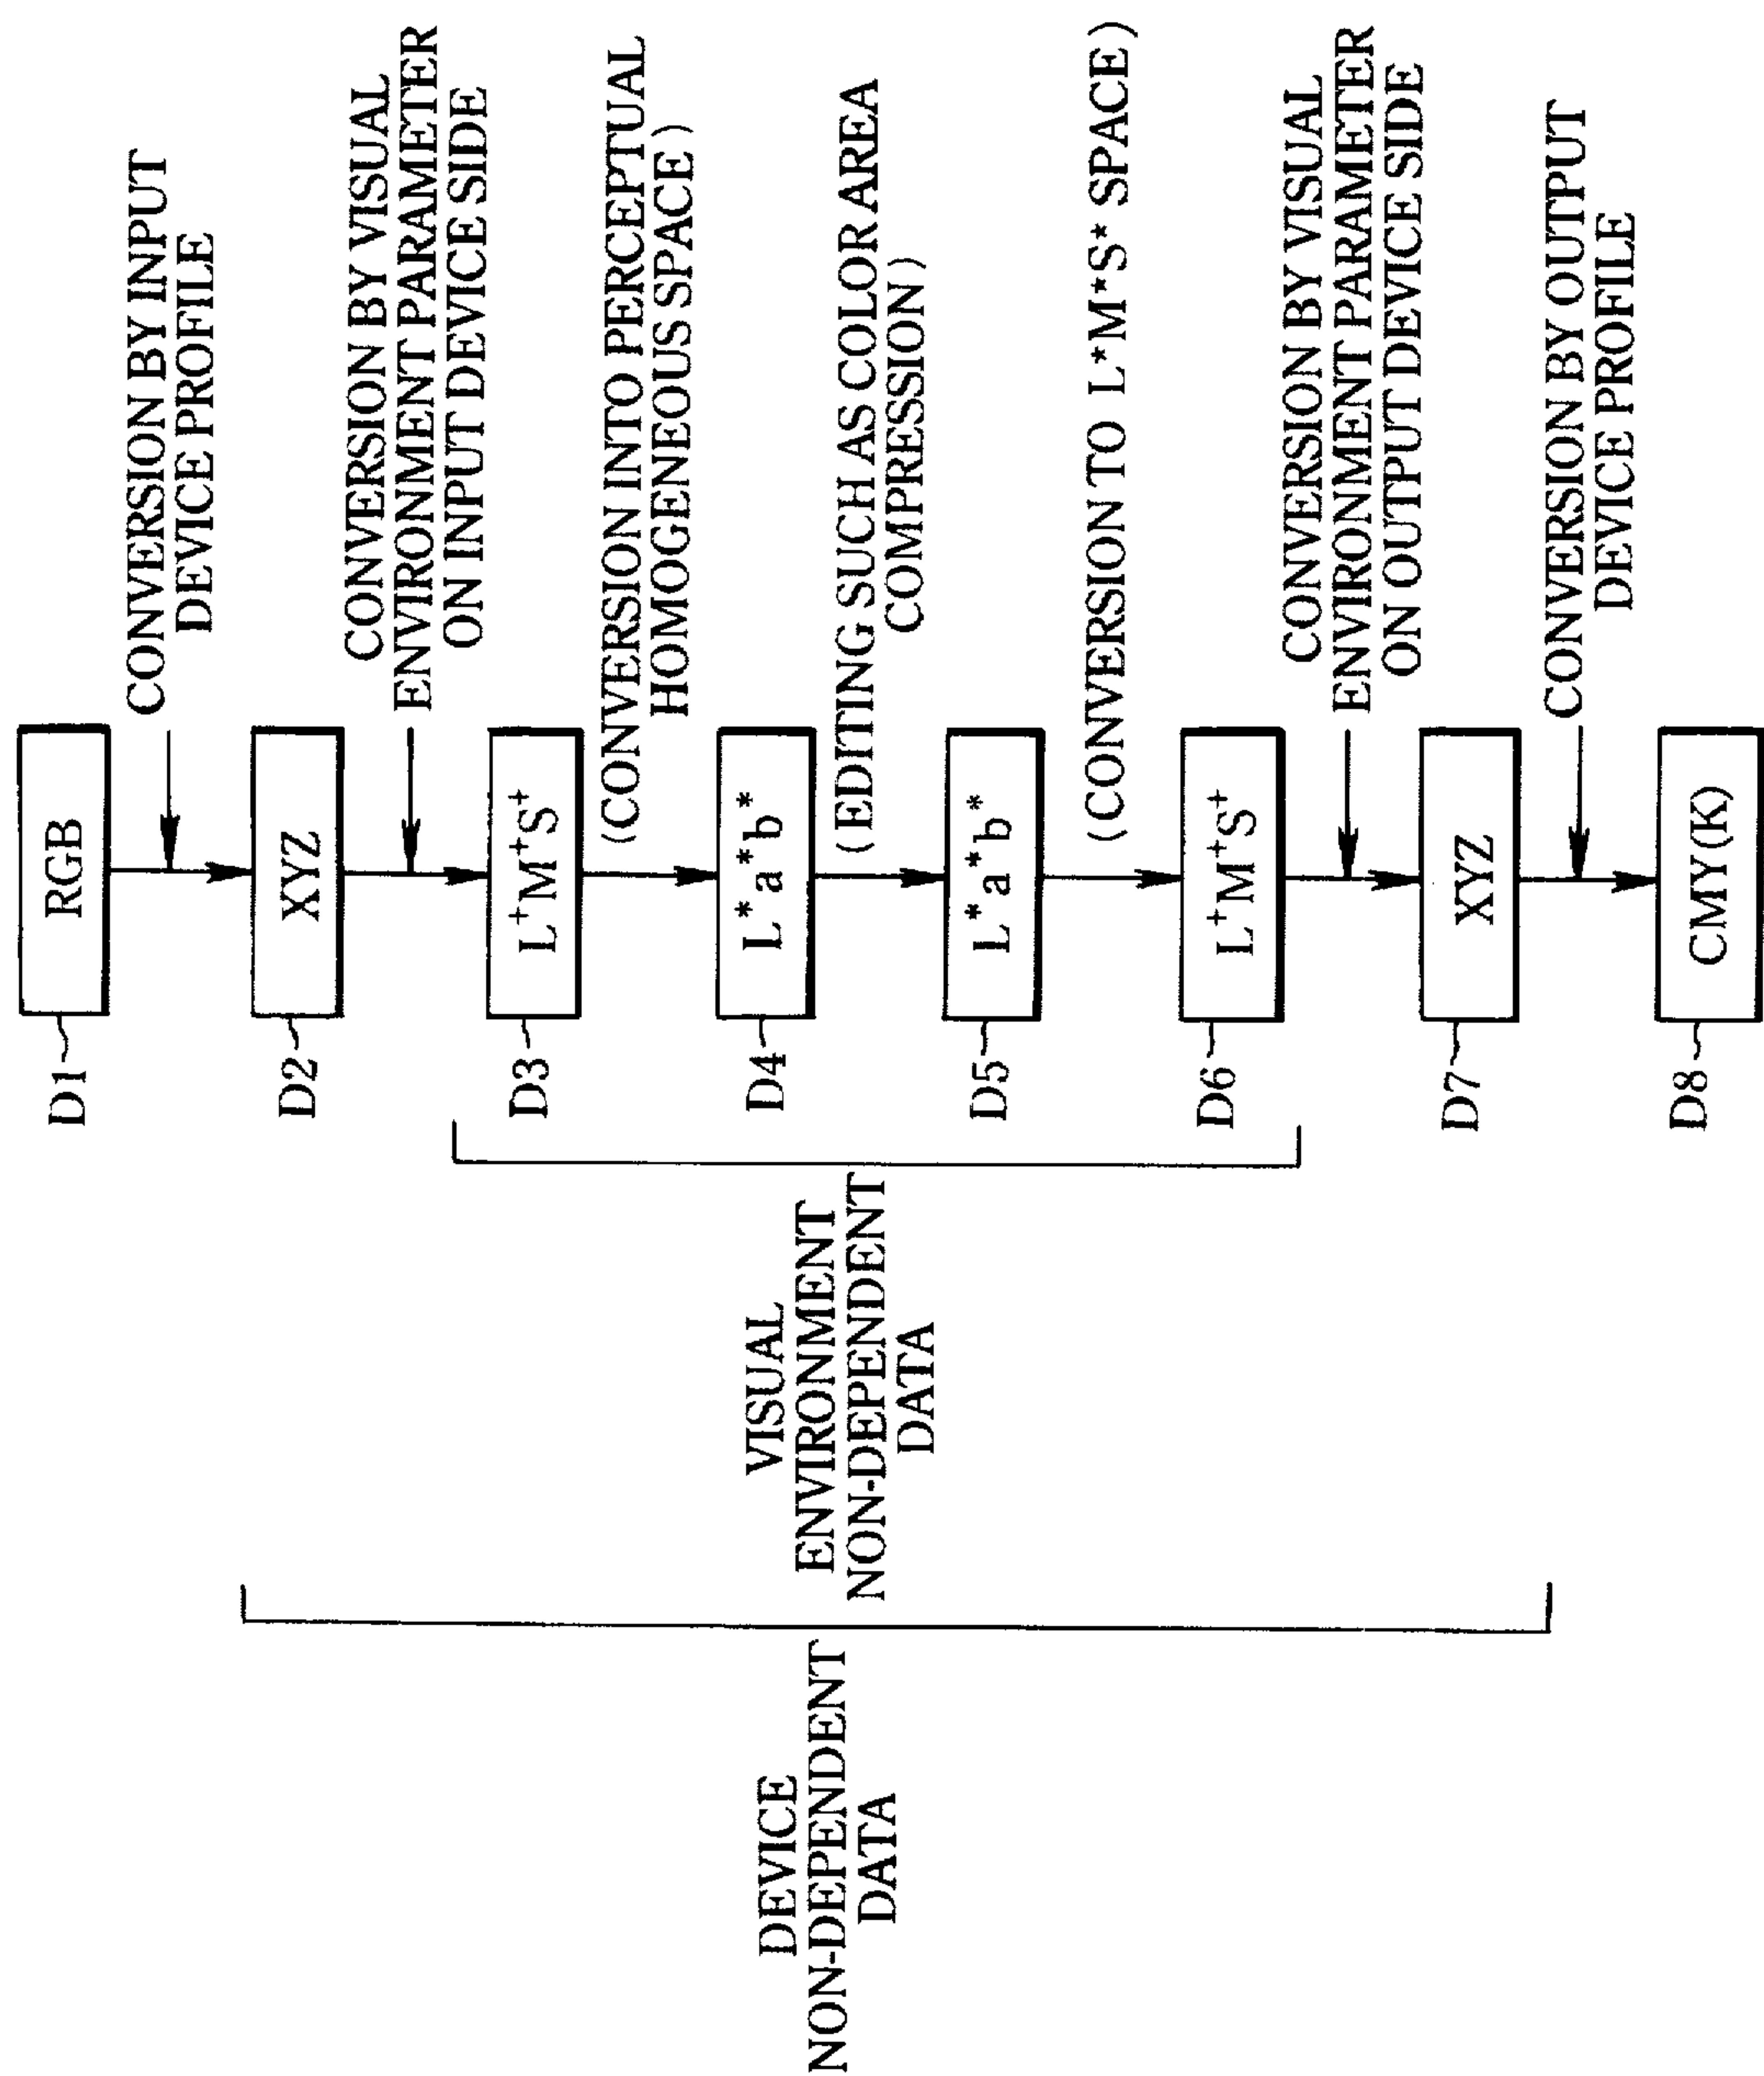 D1
RGB
CONVERSION BY INPUT
DEVICE PROFILE
D2
XYZ
CONVERSION BY VISUAL
ENVIRONMENT PARAMETER
ON INPUT DEVICE SIDE
D3
L⁺M⁺S⁺
(CONVERSION INTO PERCEPTUAL
HOMOGENEOUS SPACE)
D4
L*a*b*
(EDITING SUCH AS COLOR AREA
COMPRESSION)
D5
L*a*b*
(CONVERSION TO L*M*S* SPACE)
D6
L⁺M⁺S⁺
CONVERSION BY VISUAL
ENVIRONMENT PARAMETER
ON OUTPUT DEVICE SIDE
D7
XYZ
CONVERSION BY OUTPUT
DEVICE PROFILE
D8
CMY(K)
VISUAL
ENVIRONMENT
NON-DEPENDENT
DATA
DEVICE
NON-DEPENDENT
DATA